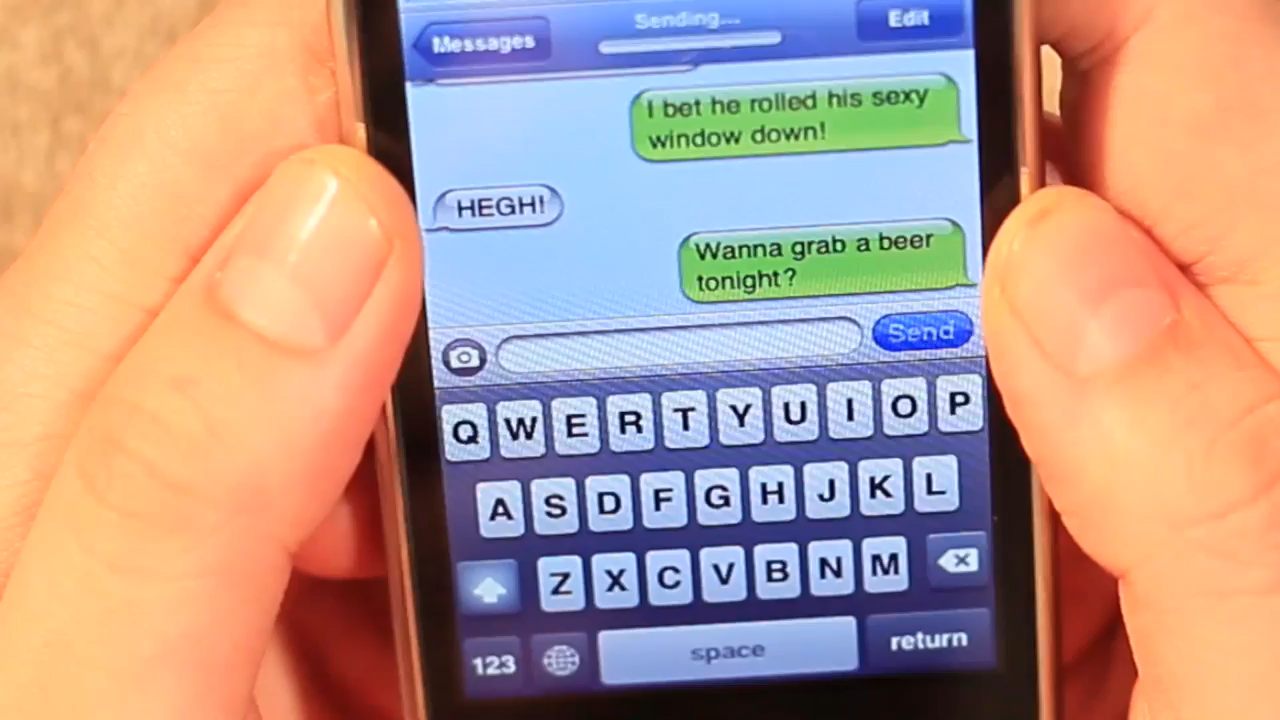 Messages
Sending...
Edit
I bet he rolled his sexy
window down!
HEGH!
Wanna grab a beer
tonight?
Send
Q W E R T Y U I O P
A S D F G H J K L
Z X C V B N M
123
space
return